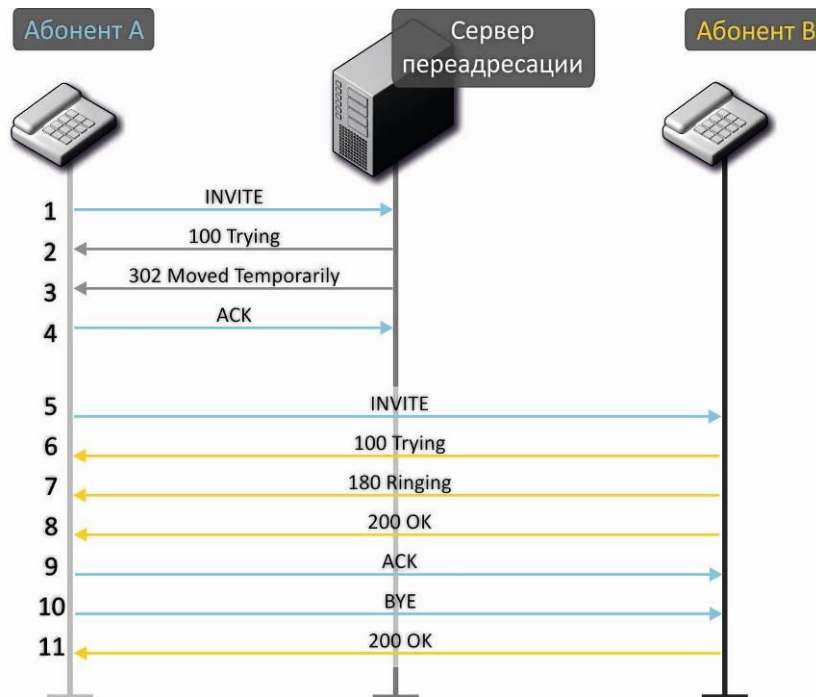 Абонент А
Сервер
переадресации
Абонент В
1 INVITE
2 100 Trying
3 302 Moved Temporarily
4 ACK
5 INVITE
6 100 Trying
7 180 Ringing
8 200 OK
9 ACK
10 BYE
11 200 OK